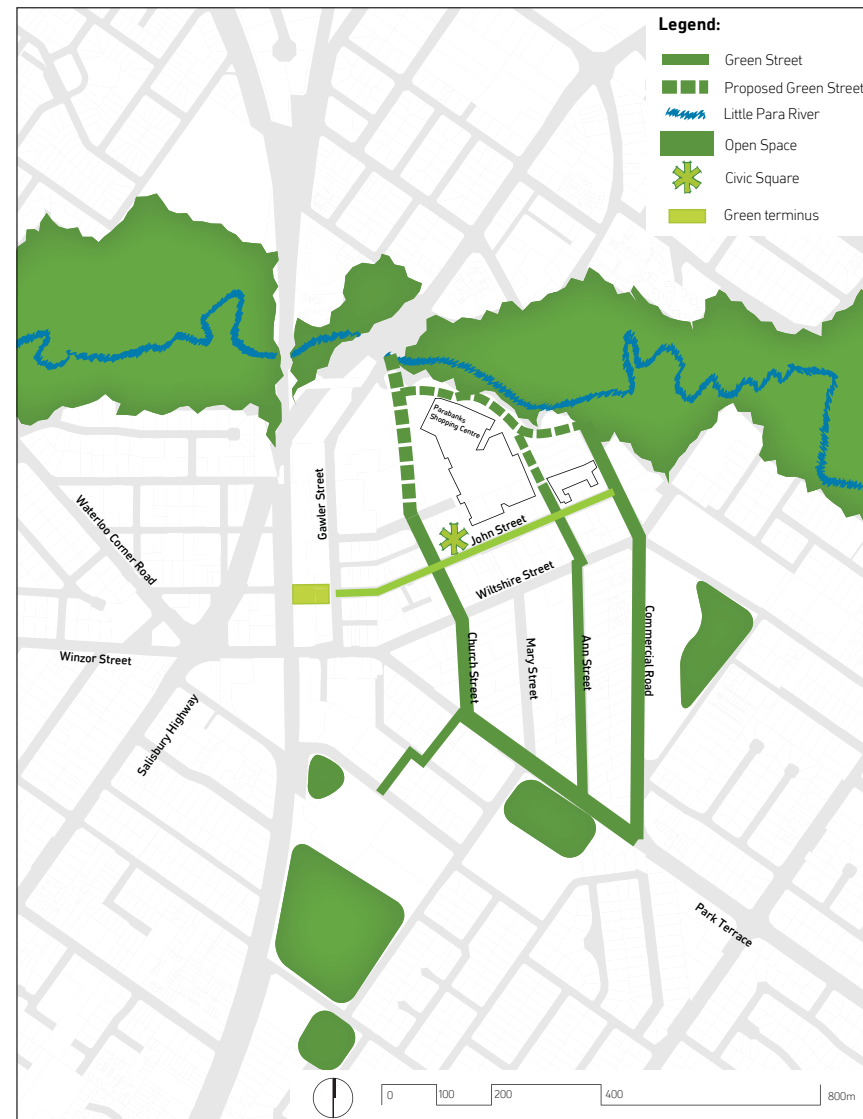 Legend:
Green Street
Proposed Green Street
Little Para River
Open Space
Civic Square
Green terminus
Parabanks
Shopping Centre
Gawler Street
Waterloo Corner Road
John Street
Wiltshire Street
Winzor Street
Church Street
Mary Street
Ann Street
Commercial Road
Salisbury Highway
Park Terrace
0 100 200 400 800m